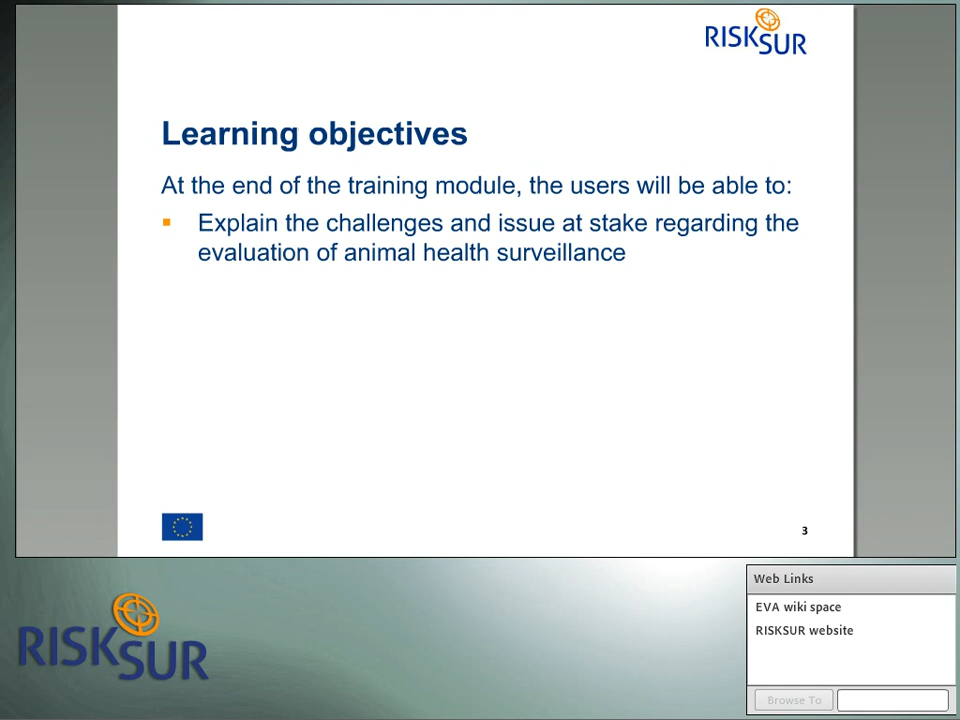 RISKSUR
Learning objectives
At the end of the training module, the users will be able to:
Explain the challenges and issue at stake regarding the
evaluation of animal health surveillance
3
RISKSUR
Web Links
EVA wiki space
RISKSUR website
Browse To